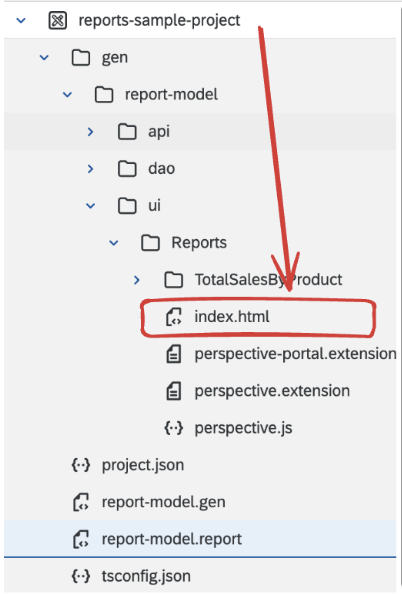 reports-sample-project
gen
report-model
api
dao
ui
Reports
TotalSalesByProduct
index.html
perspective-portal.extension
perspective.extension
perspective.js
project.json
report-model.gen
report-model.report
tsconfig.json